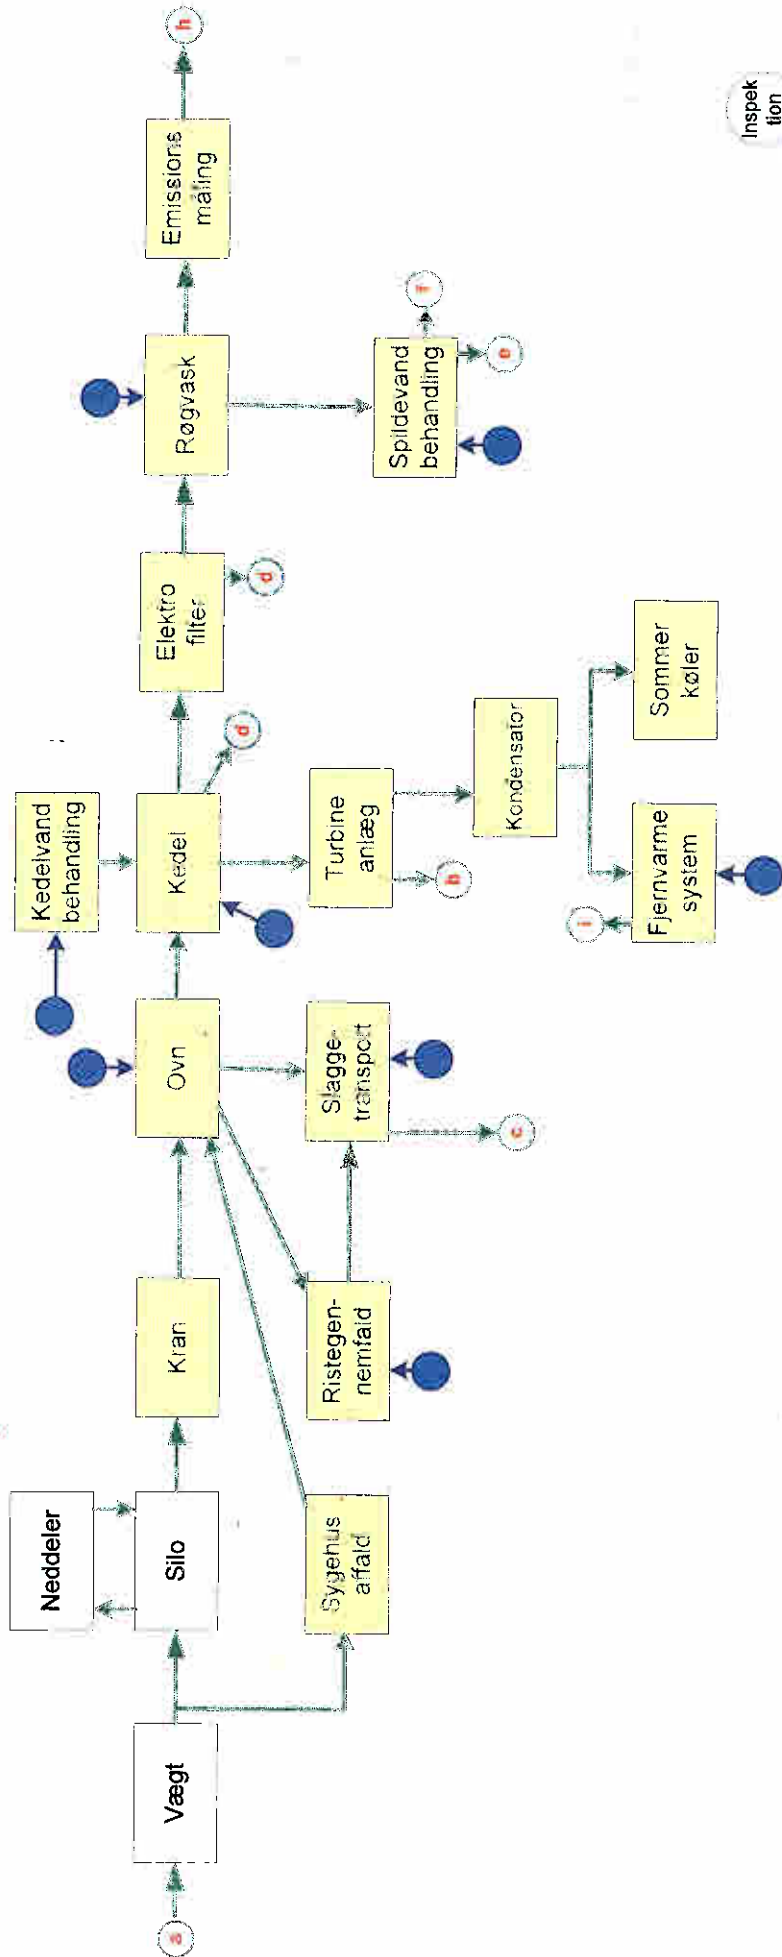 a
Vægt
Neddeler
Silo
Sygehus
affald
Kran
Ristegen-
nemfald
Ovn
Slagge-
transport
c
Kedelvand
behandling
Kedel
d
Turbine
anlæg
b
Kondensator
i
Fjernvarme
system
Sommer
køler
Elektro
filter
d
Røgvask
Spildevand
behandling
f
e
Emissions
måling
h
Inspek
tion